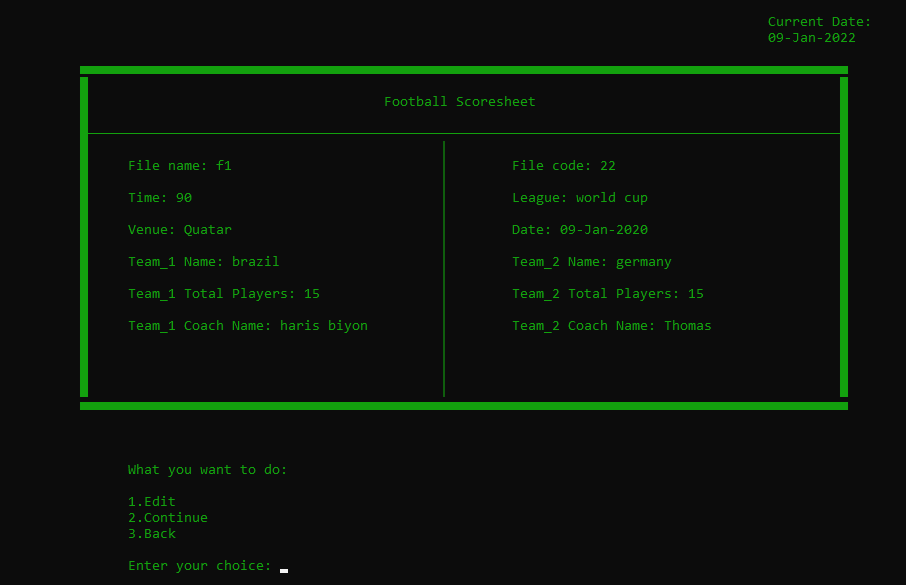 Current Date:
09-Jan-2022
Football Scoresheet
File name: f1
File code: 22
Time: 90
League: world cup
Venue: Quatar
Date: 09-Jan-2020
Team_1 Name: brazil
Team_2 Name: germany
Team_1 Total Players: 15
Team_2 Total Players: 15
Team_1 Coach Name: haris biyon
Team_2 Coach Name: Thomas
What you want to do:
1.Edit
2.Continue
3.Back
Enter your choice: